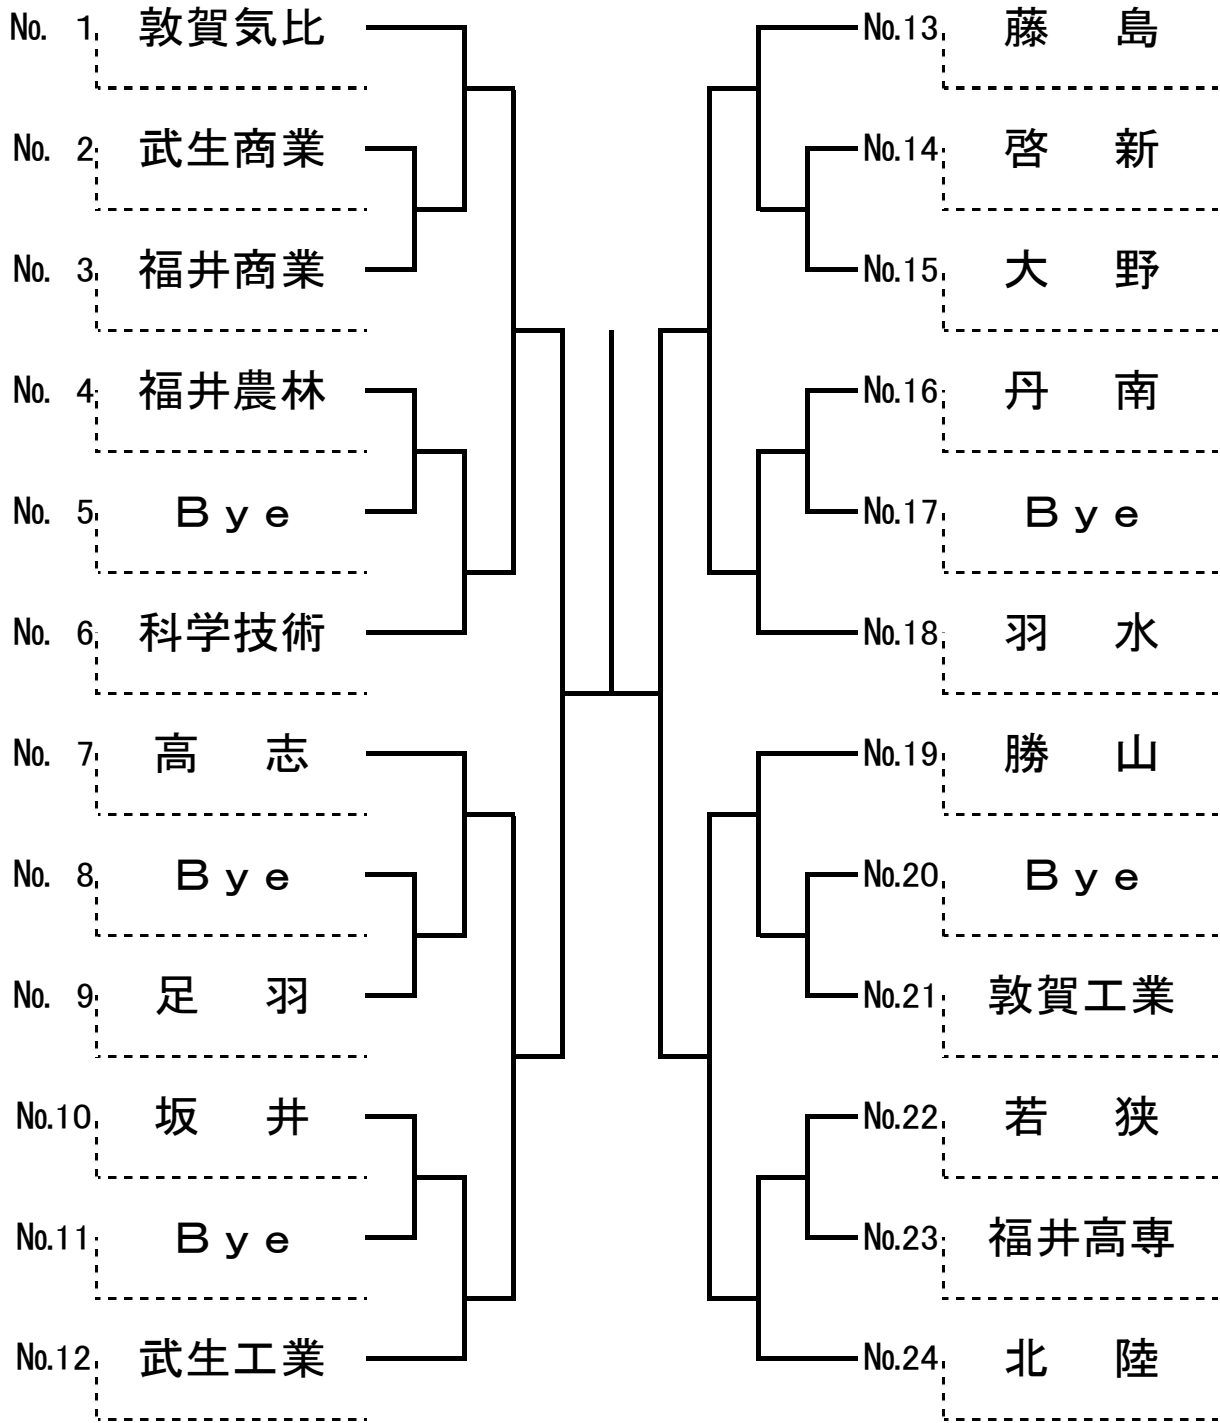 No. 1 敦賀気比
No. 2 武生商業
No. 3 福井商業
No. 4 福井農林
No. 5 Bye
No. 6 科学技術
No. 7 高 志
No. 8 Bye
No. 9 足 羽
No.10 坂 井
No.11 Bye
No.12 武生工業
No.13 藤 島
No.14 啓 新
No.15 大 野
No.16 丹 南
No.17 Bye
No.18 羽 水
No.19 勝 山
No.20 Bye
No.21 敦賀工業
No.22 若 狭
No.23 福井高専
No.24 北 陸